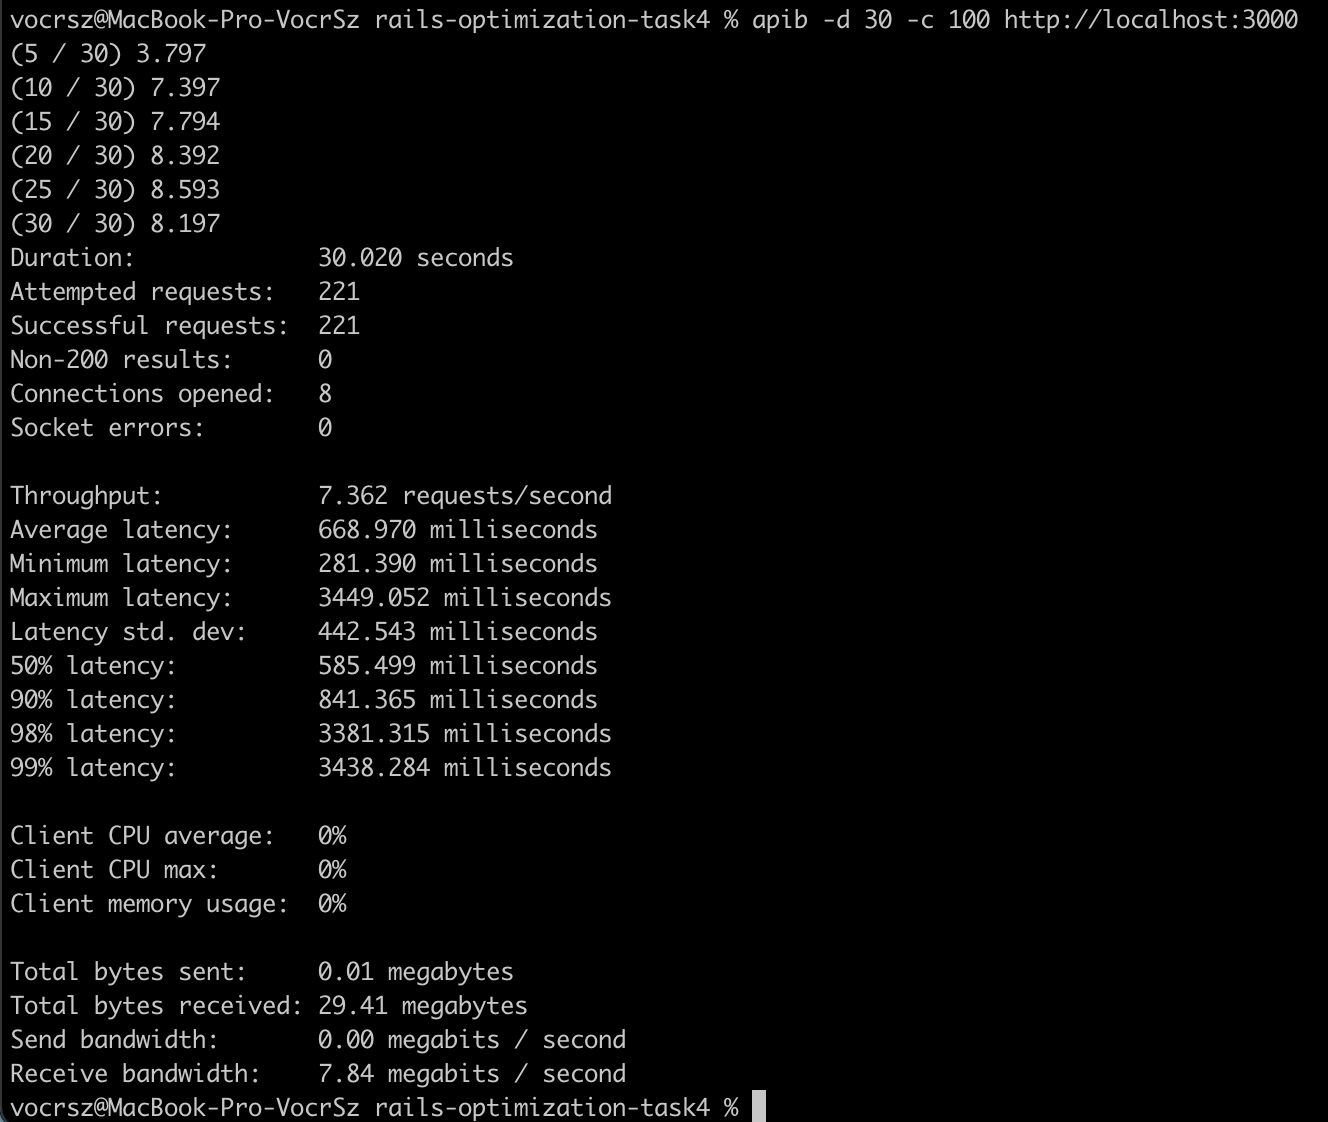 vocrsz@MacBook-Pro-VocrSz rails-optimization-task4 % apib -d 30 -c 100 http://localhost:3000
(5 / 30) 3.797
(10 / 30) 7.397
(15 / 30) 7.794
(20 / 30) 8.392
(25 / 30) 8.593
(30 / 30) 8.197
Duration: 30.020 seconds
Attempted requests: 221
Successful requests: 221
Non-200 results: 0
Connections opened: 8
Socket errors: 0
Throughput: 7.362 requests/second
Average latency: 668.970 milliseconds
Minimum latency: 281.390 milliseconds
Maximum latency: 3449.052 milliseconds
Latency std. dev: 442.543 milliseconds
50% latency: 585.499 milliseconds
90% latency: 841.365 milliseconds
98% latency: 3381.315 milliseconds
99% latency: 3438.284 milliseconds
Client CPU average: 0%
Client CPU max: 0%
Client memory usage: 0%
Total bytes sent: 0.01 megabytes
Total bytes received: 29.41 megabytes
Send bandwidth: 0.00 megabits / second
Receive bandwidth: 7.84 megabits / second
vocrsz@MacBook-Pro-VocrSz rails-optimization-task4 %